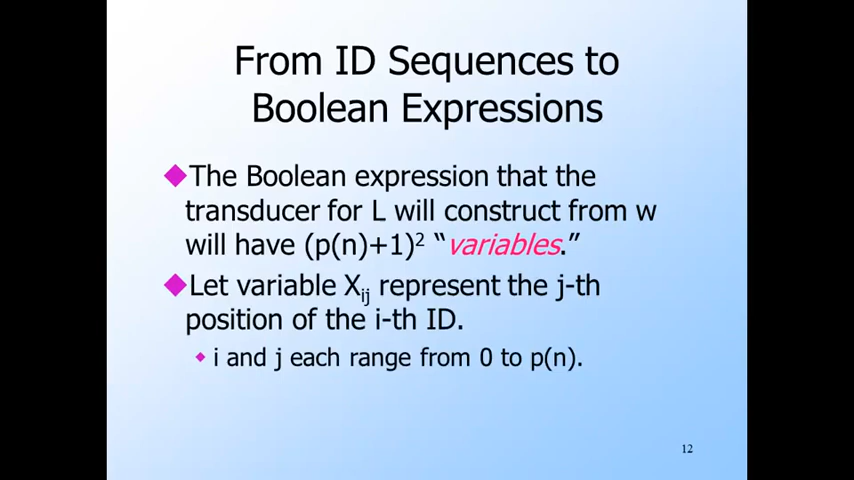 From ID Sequences to
Boolean Expressions
The Boolean expression that the
transducer for L will construct from w
will have (p(n)+1)² “variables.”
Let variable Xᵢⱼ represent the j-th
position of the i-th ID.
i and j each range from 0 to p(n).
12